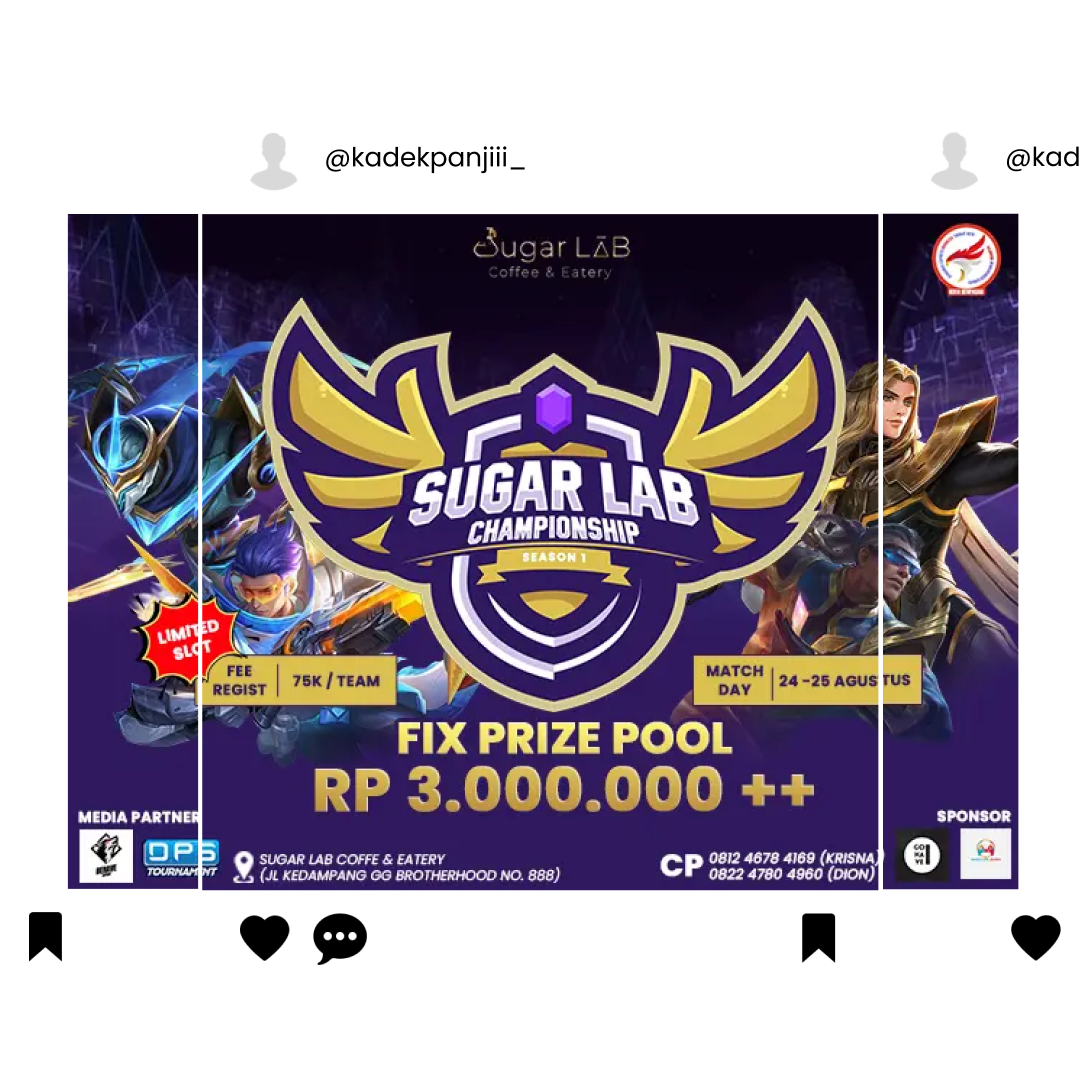 @kadekpanjiii_
@kad
Sugar LAB
Coffee & Eatery
SUGAR LAB
CHAMPIONSHIP
SEASON 1
LIMITED
SLOT
FEE
REGIST
75K / TEAM
MATCH
DAY
24 -25 AGUSTUS
FIX PRIZE POOL
RP 3.000.000 ++
MEDIA PARTNER
DPS
TOURNAMENT
SUGAR LAB COFFE & EATERY
(JL KEDAMPANG GG BROTHERHOOD NO. 888)
CP
0812 4678 4169 (KRISNA)
0822 4780 4960 (DION)
SPONSOR